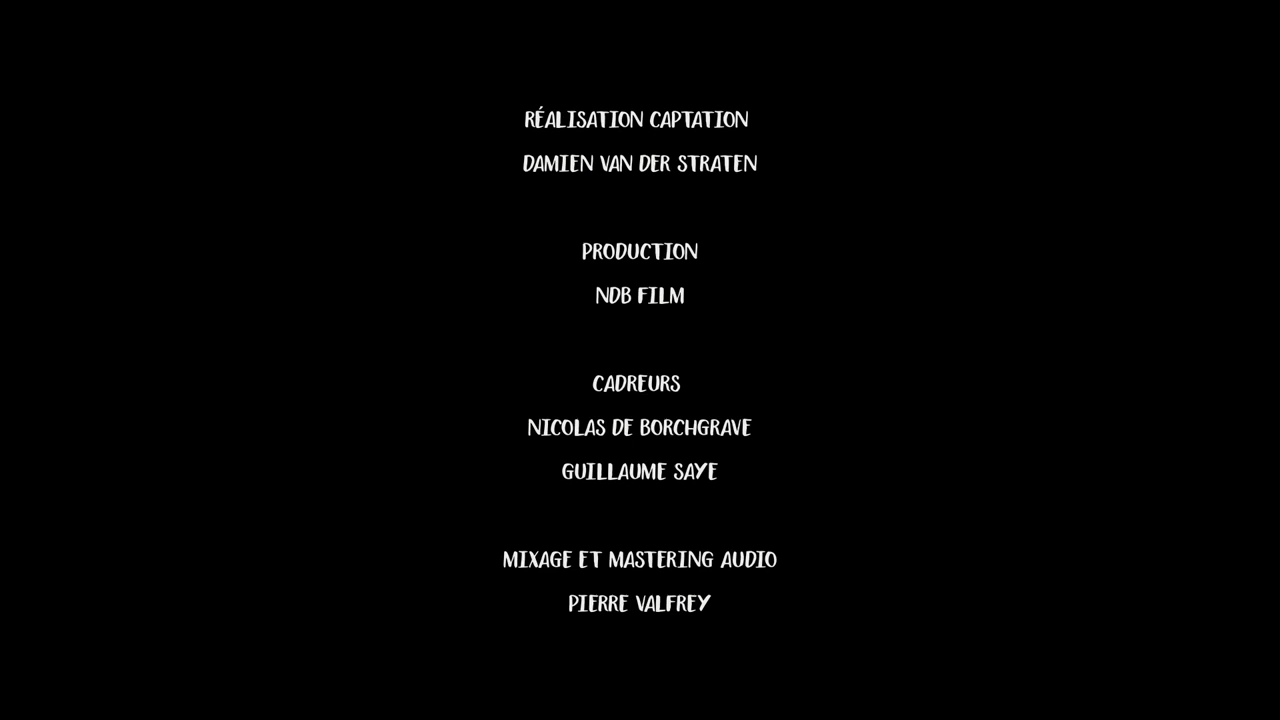 RÉALISATION CAPTATION
DAMIEN VAN DER STRATEN
PRODUCTION
NDB FILM
CADREURS
NICOLAS DE BORCHGRAVE
GUILLAUME SAYE
MIXAGE ET MASTERING AUDIO
PIERRE VALFREY